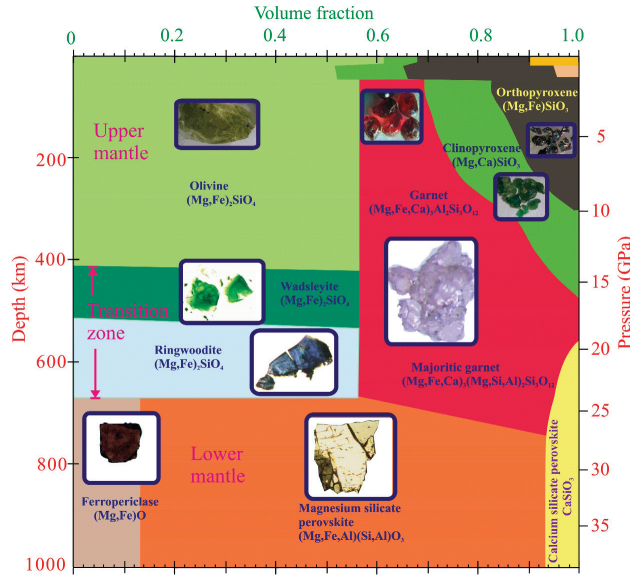 Volume fraction
0 0.2 0.4 0.6 0.8 1.0
Orthopyroxene
(Mg,Fe)SiO₃
Upper
mantle
5
Clinopyroxene
(Mg,Ca)SiO₃
200
Olivine
(Mg,Fe)₂SiO₄
Garnet
(Mg,Fe,Ca)₃Al₂Si₃O₁₂
10
400
Wadsleyite
(Mg,Fe)₂SiO₄
15
Transition
zone
Depth (km)
Pressure (GPa)
Ringwoodite
(Mg,Fe)₂SiO₄
20
600
Majoritic garnet
(Mg,Fe,Ca)₃(Mg,Si,Al)₂Si₃O₁₂
25
Lower
mantle
800
30
Ferropericlase
(Mg,Fe)O
Magnesium silicate
perovskite
(Mg,Fe,Al)(Si,Al)O₃
Calcium silicate perovskite
CaSiO₃
35
1000